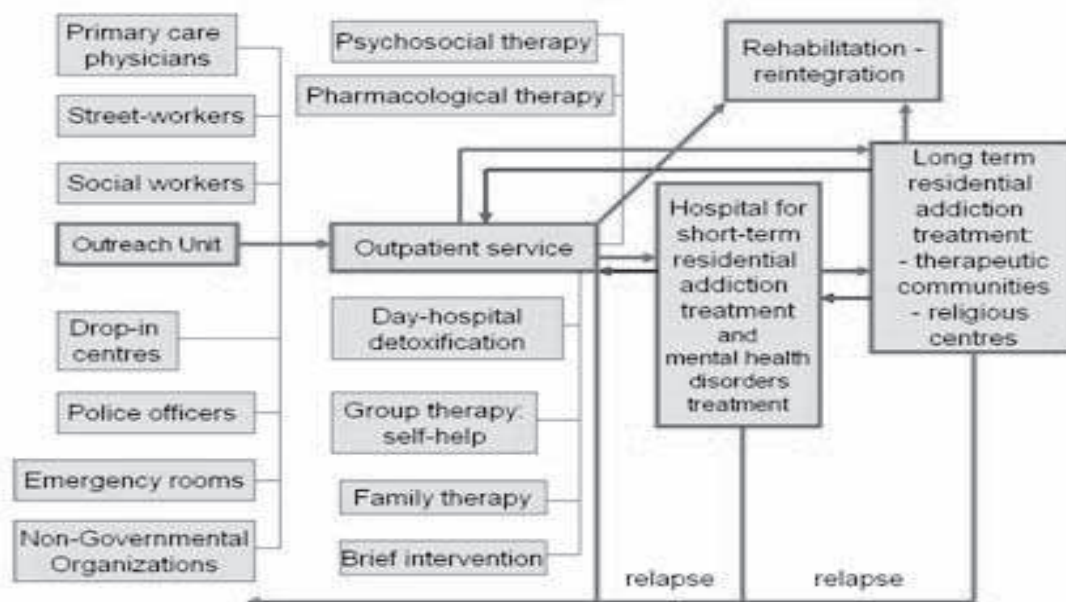 Primary care
physicians
Street-workers
Social workers
Outreach Unit
Drop-in
centres
Police officers
Emergency rooms
Non-Governmental
Organizations
Psychosocial therapy
Pharmacological therapy
Outpatient service
Day-hospital
detoxification
Group therapy:
self-help
Family therapy
Brief intervention
Rehabilitation -
reintegration
Hospital for
short-term
residential
addiction
treatment
and
mental health
disorders
treatment
Long term
residential
addiction
treatment:
- therapeutic
communities
- religious
centres
relapse
relapse